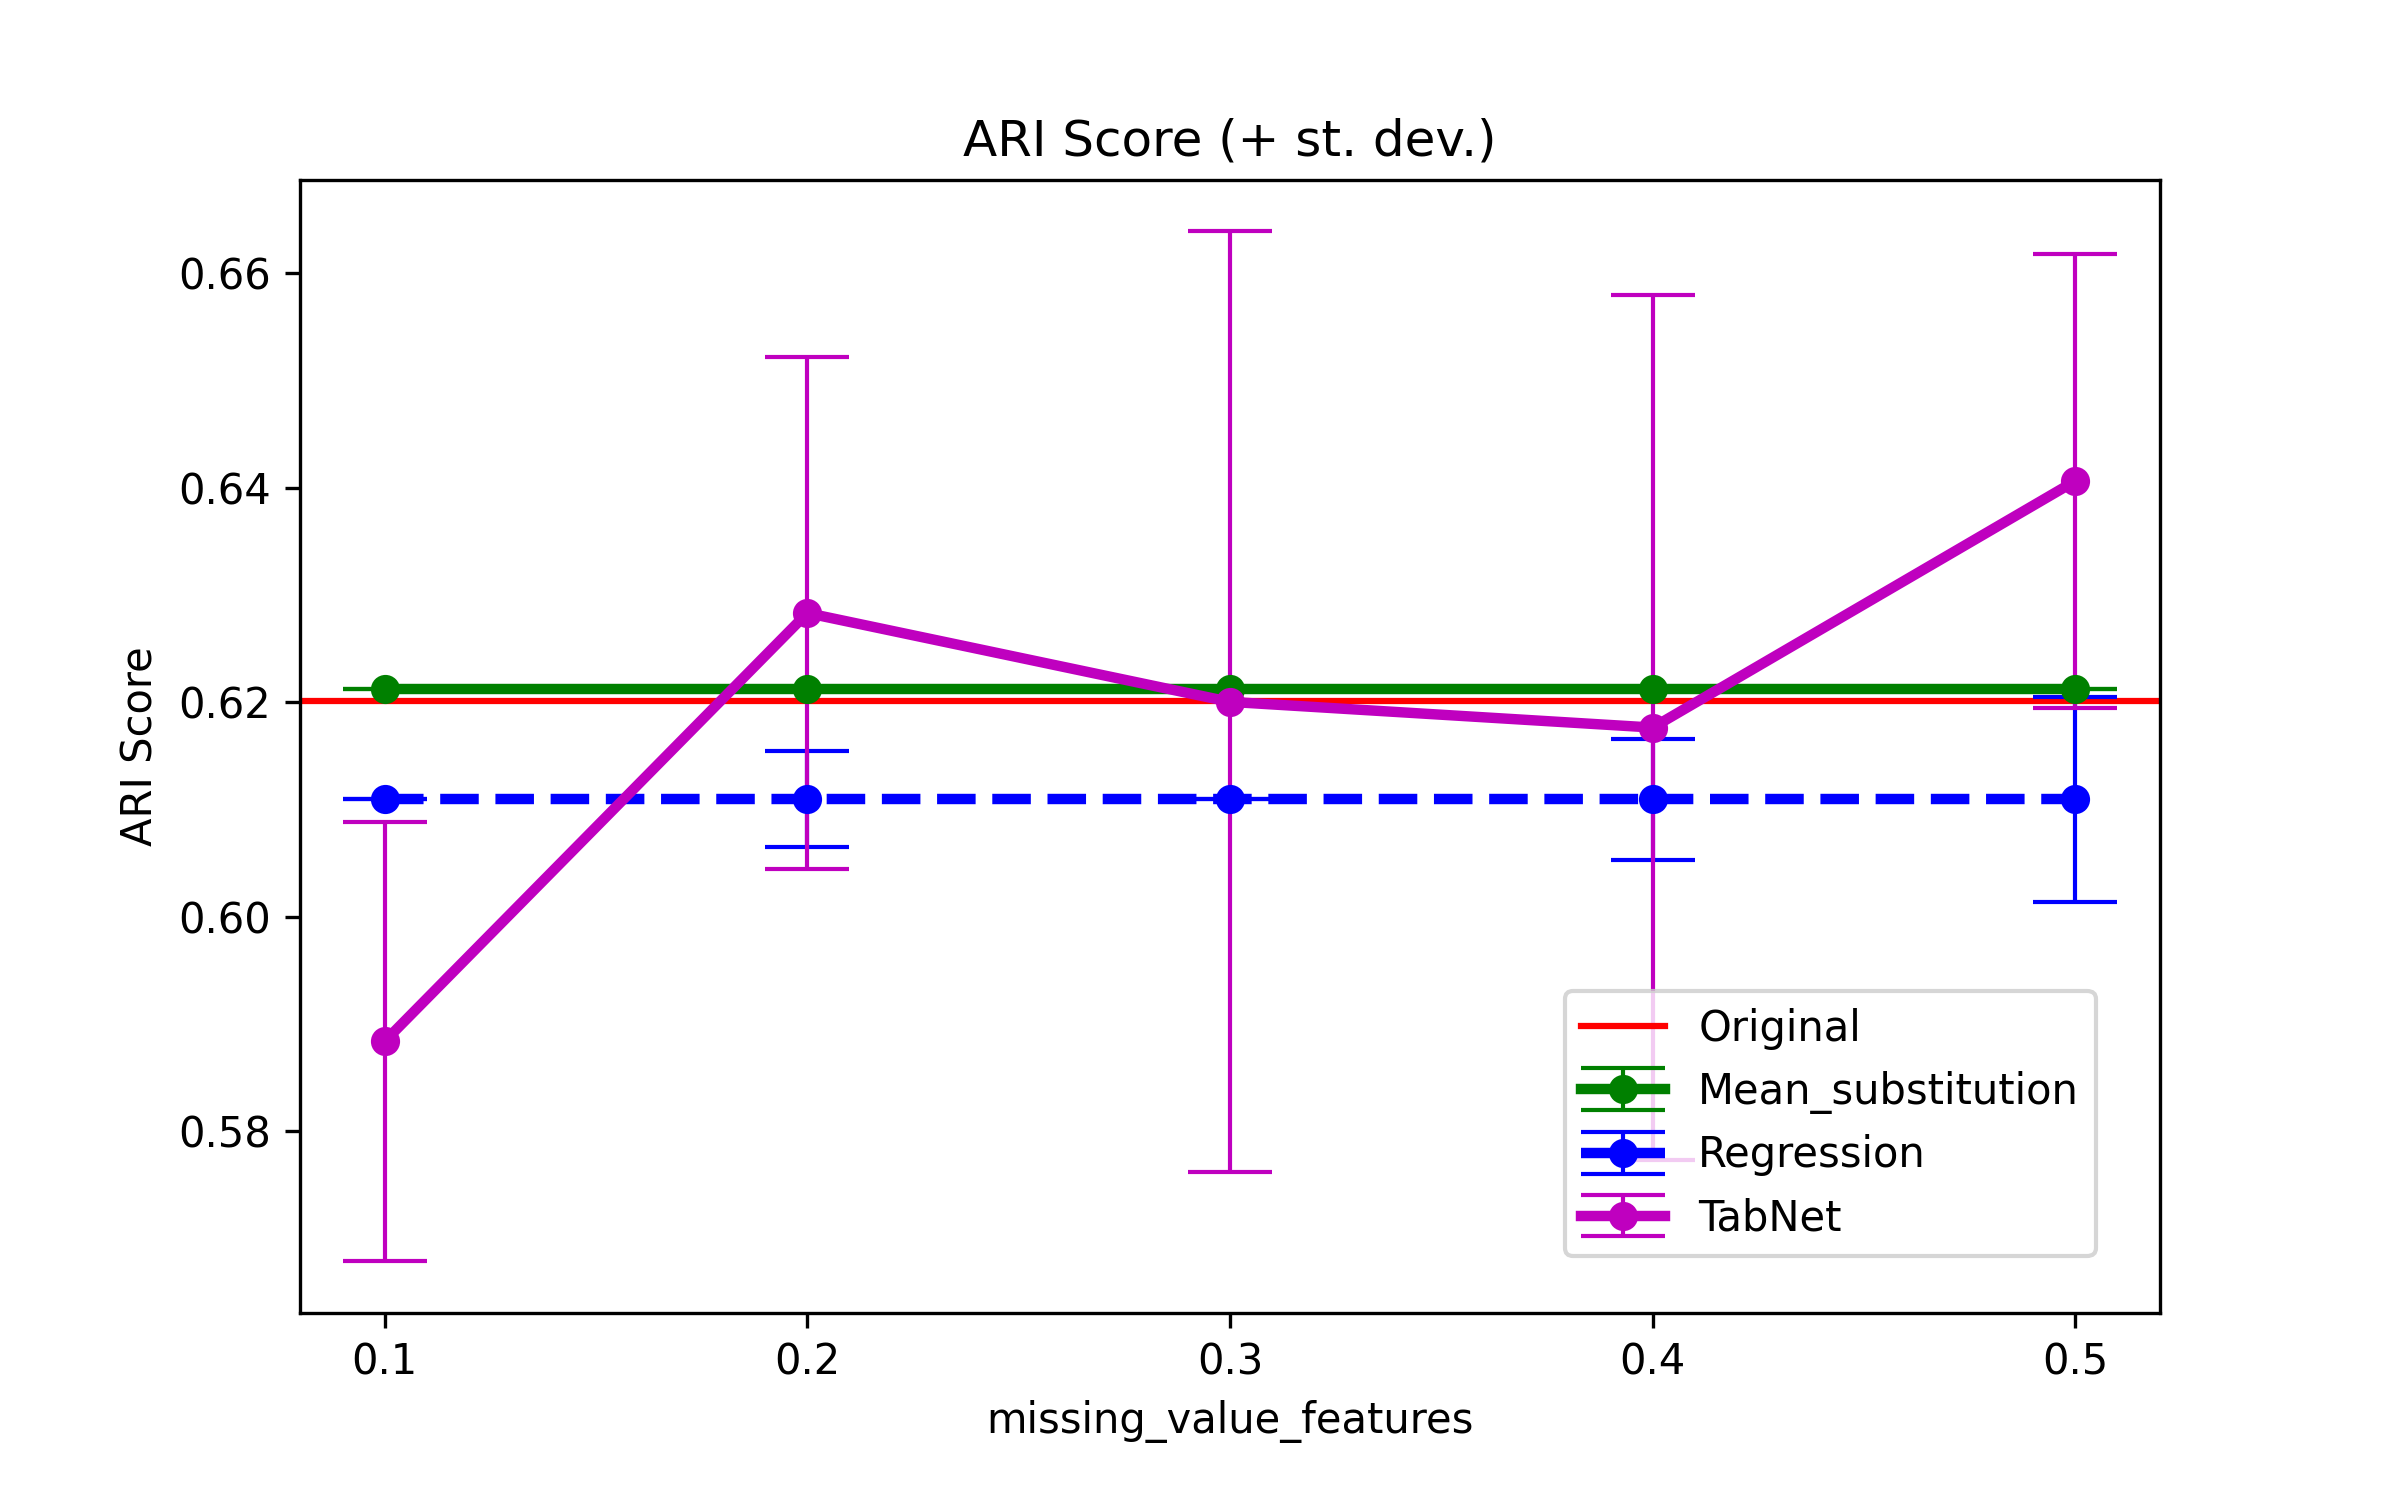 ARI Score (+ st. dev.)
ARI Score
0.66
0.64
0.62
0.60
0.58
0.1
0.2
0.3
0.4
0.5
missing_value_features
Original
Mean_substitution
Regression
TabNet